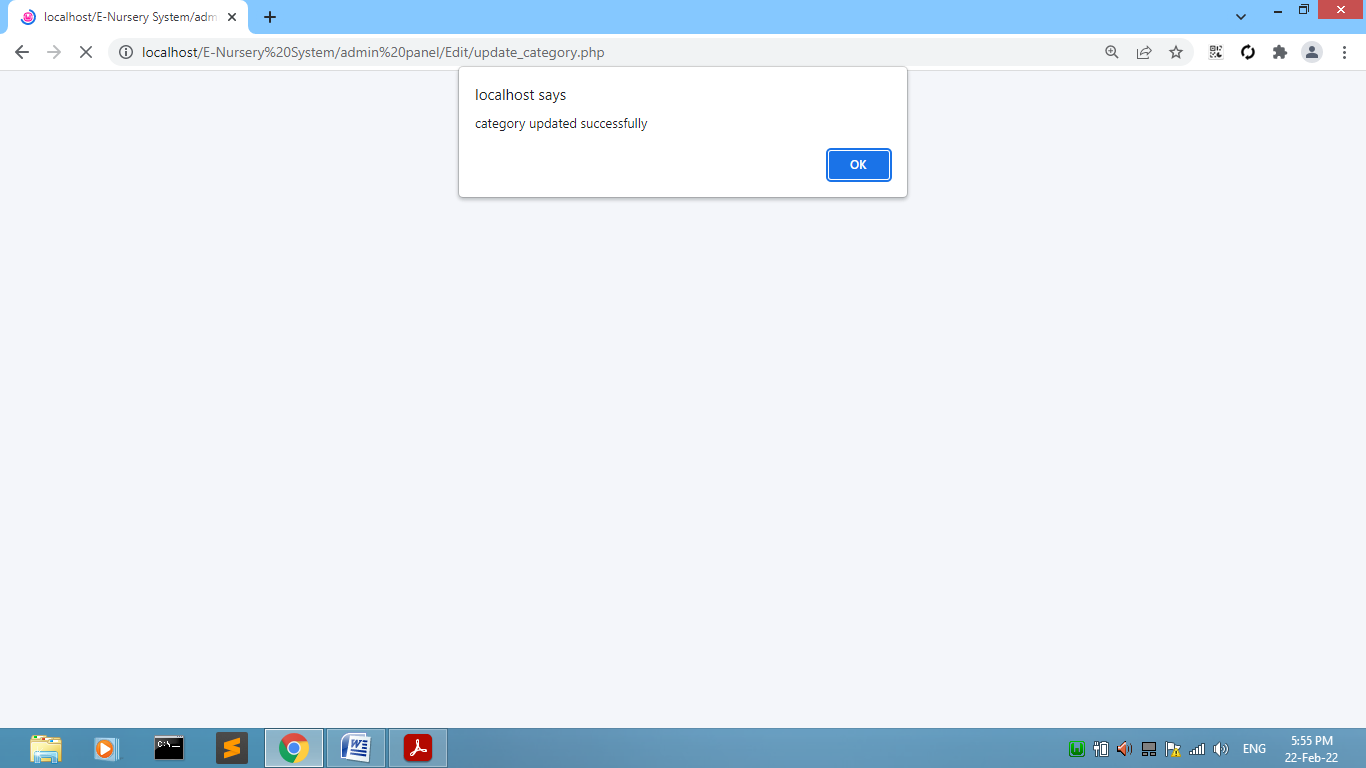 localhost/E-Nursery System/adm
localhost/E-Nursery%20System/admin%20panel/Edit/update_category.php
localhost says
category updated successfully
OK
C:\
ENG
5:55 PM
22-Feb-22